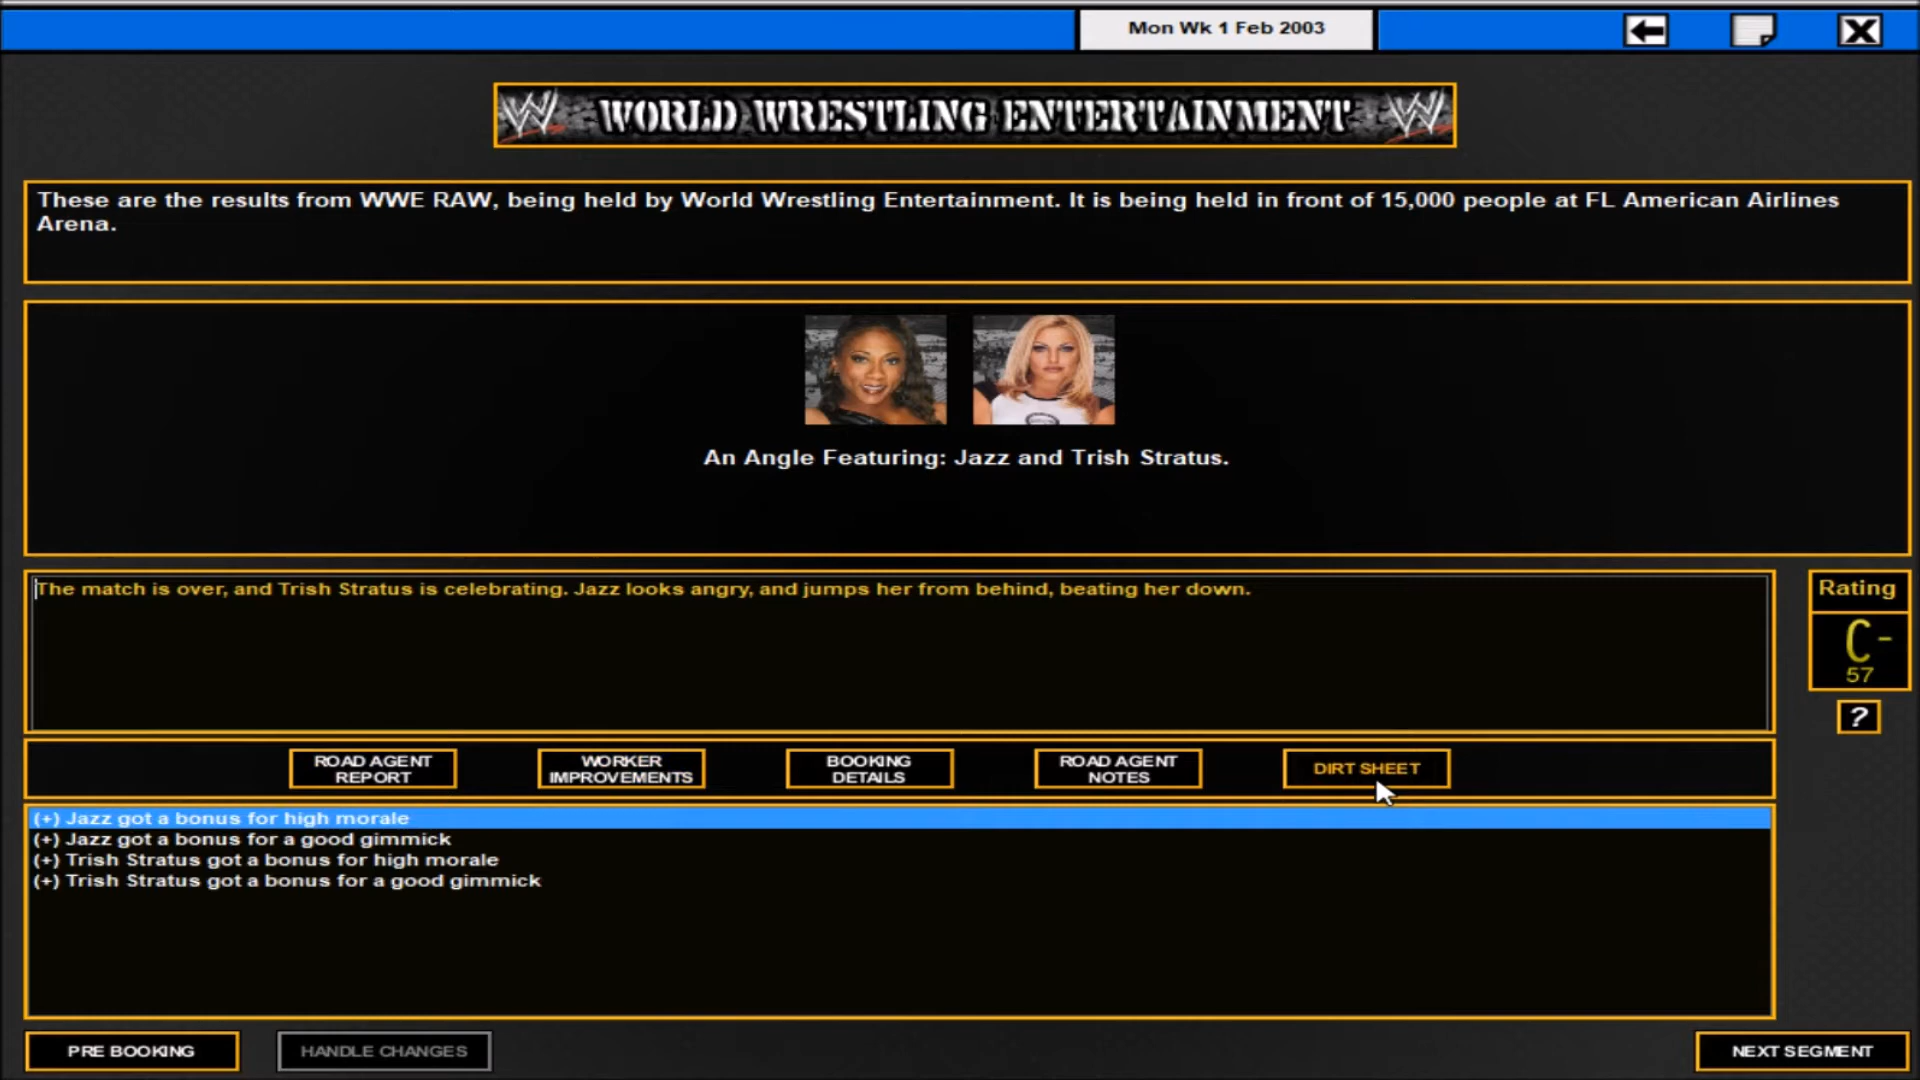 Mon Wk 1 Feb 2003
W WORLD WRESTLING ENTERTAINMENT W
These are the results from WWE RAW, being held by World Wrestling Entertainment. It is being held in front of 15,000 people at FL American Airlines
Arena.
An Angle Featuring: Jazz and Trish Stratus.
The match is over, and Trish Stratus is celebrating. Jazz looks angry, and jumps her from behind, beating her down.
Rating
C-
57
?
ROAD AGENT
REPORT
WORKER
IMPROVEMENTS
BOOKING
DETAILS
ROAD AGENT
NOTES
DIRT SHEET
(+) Jazz got a bonus for high morale
(+) Jazz got a bonus for a good gimmick
(+) Trish Stratus got a bonus for high morale
(+) Trish Stratus got a bonus for a good gimmick
PRE BOOKING
HANDLE CHANGES
NEXT SEGMENT